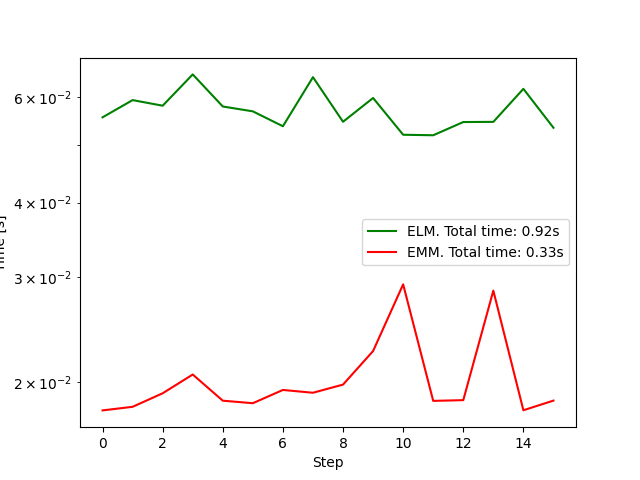 6 × 10⁻²
4 × 10⁻²
3 × 10⁻²
2 × 10⁻²
ELM. Total time: 0.92s
EMM. Total time: 0.33s
0 2 4 6 8 10 12 14
Step